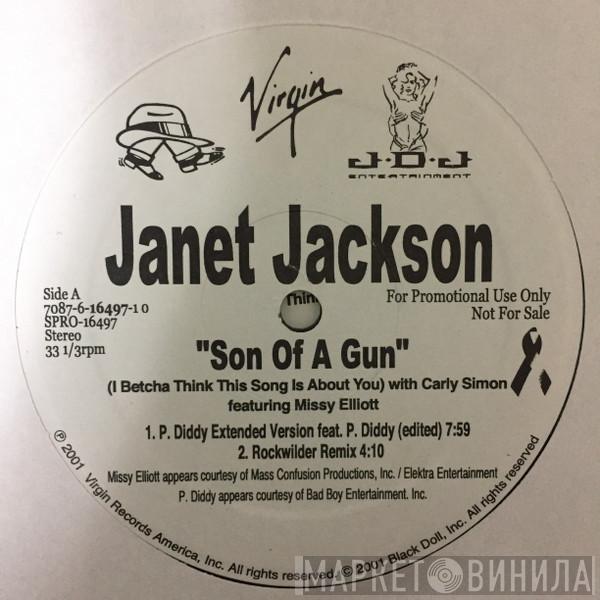 Virgin
J·D·J
ENTERTAINMENT
Janet Jackson
Side A
7087-6-16497-1 0
SPRO-16497
Stereo
33 1/3rpm
Thin
For Promotional Use Only
Not For Sale
"Son Of A Gun"
(I Betcha Think This Song Is About You) with Carly Simon
featuring Missy Elliott
1. P. Diddy Extended Version feat. P. Diddy (edited) 7:59
2. Rockwilder Remix 4:10
Missy Elliott appears courtesy of Mass Confusion Productions, Inc. / Elektra Entertainment
P. Diddy appears courtesy of Bad Boy Entertainment. Inc.
℗ 2001 Virgin Records America, Inc. All rights reserved. © 2001 Black Doll, Inc. All rights reserved
МАРКЕТ ВИНИЛА